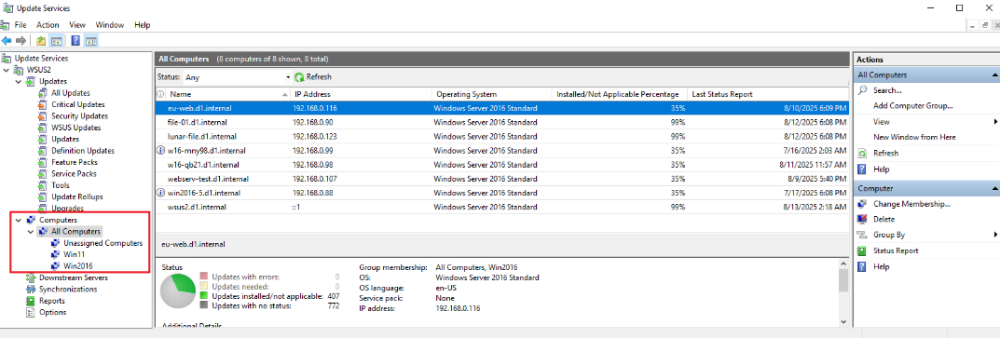 Update Services
File Action View Window Help
Update Services
WSUS2
Updates
All Updates
Critical Updates
Security Updates
WSUS Updates
Updates
Definition Updates
Feature Packs
Service Packs
Tools
Update Rollups
Upgrades
Computers
All Computers
Unassigned Computers
Win11
Win2016
Downstream Servers
Synchronizations
Reports
Options
All Computers (8 computers of 8 shown, 8 total)
Status: Any Refresh
Name IP Address Operating System Installed/Not Applicable Percentage Last Status Report
eu-web.d1.internal 192.168.0.116 Windows Server 2016 Standard 35% 8/10/2025 6:09 PM
file-01.d1.internal 192.168.0.90 Windows Server 2016 Standard 99% 8/12/2025 6:08 PM
lunar-file.d1.internal 192.168.0.123 Windows Server 2016 Standard 99% 8/12/2025 6:08 PM
w16-mny98.d1.internal 192.168.0.99 Windows Server 2016 Standard 35% 7/16/2025 2:03 AM
w16-qb21.d1.internal 192.168.0.98 Windows Server 2016 Standard 35% 8/11/2025 11:57 AM
webserv-test.d1.internal 192.168.0.107 Windows Server 2016 Standard 35% 8/9/2025 5:40 PM
win2016-5.d1.internal 192.168.0.88 Windows Server 2016 Standard 35% 7/17/2025 6:08 PM
wsus2.d1.internal ::1 Windows Server 2016 Standard 99% 8/13/2025 2:18 AM
eu-web.d1.internal
Status
Updates with errors: 0
Updates needed: 0
Updates installed/not applicable: 407
Updates with no status: 772
Group membership: All Computers, Win2016
OS: Windows Server 2016 Standard
OS language: en-US
Service pack: None
IP address: 192.168.0.116
Additional Details
Actions
All Computers
Search...
Add Computer Group...
View
New Window from Here
Refresh
Help
Computer
Change Membership...
Delete
Group By
Status Report
Help